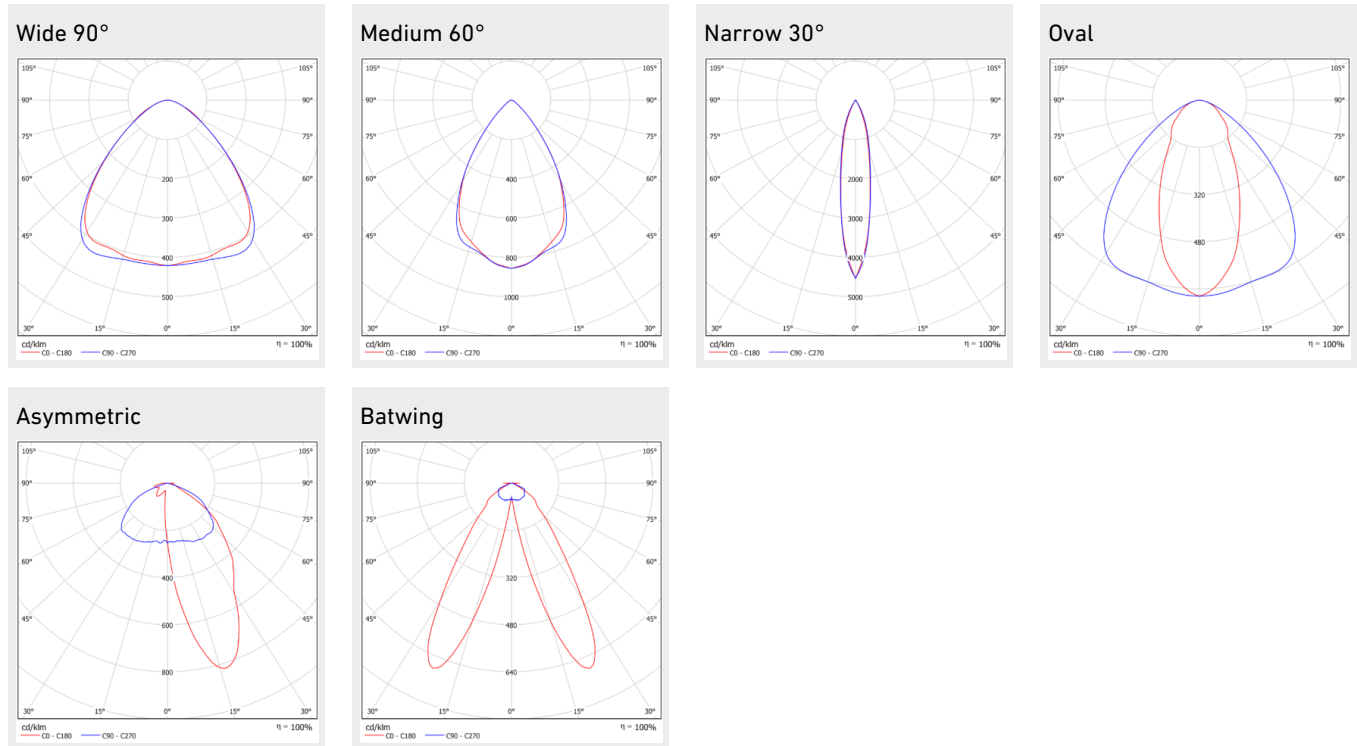 Wide 90°
105° 105°
90° 90°
75° 75°
200
60° 60°
300
45° 45°
400
500
30° 15° 0° 15° 30°
cd/klm η = 100%
C0 - C180 C90 - C270
Medium 60°
105° 105°
90° 90°
75° 75°
400
60° 60°
600
45° 45°
800
1000
30° 15° 0° 15° 30°
cd/klm η = 100%
C0 - C180 C90 - C270
Narrow 30°
105° 105°
90° 90°
75° 75°
2000
60° 60°
3000
45° 45°
4000
5000
30° 15° 0° 15° 30°
cd/klm η = 100%
C0 - C180 C90 - C270
Oval
105° 105°
90° 90°
75° 75°
320
60° 60°
480
45° 45°
30° 15° 0° 15° 30°
cd/klm η = 100%
C0 - C180 C90 - C270
Asymmetric
105° 105°
90° 90°
75° 75°
400
60° 60°
600
45° 45°
800
30° 15° 0° 15° 30°
cd/klm η = 100%
C0 - C180 C90 - C270
Batwing
105° 105°
90° 90°
75° 75°
320
60° 60°
480
45° 45°
640
30° 15° 0° 15° 30°
cd/klm η = 100%
C0 - C180 C90 - C270